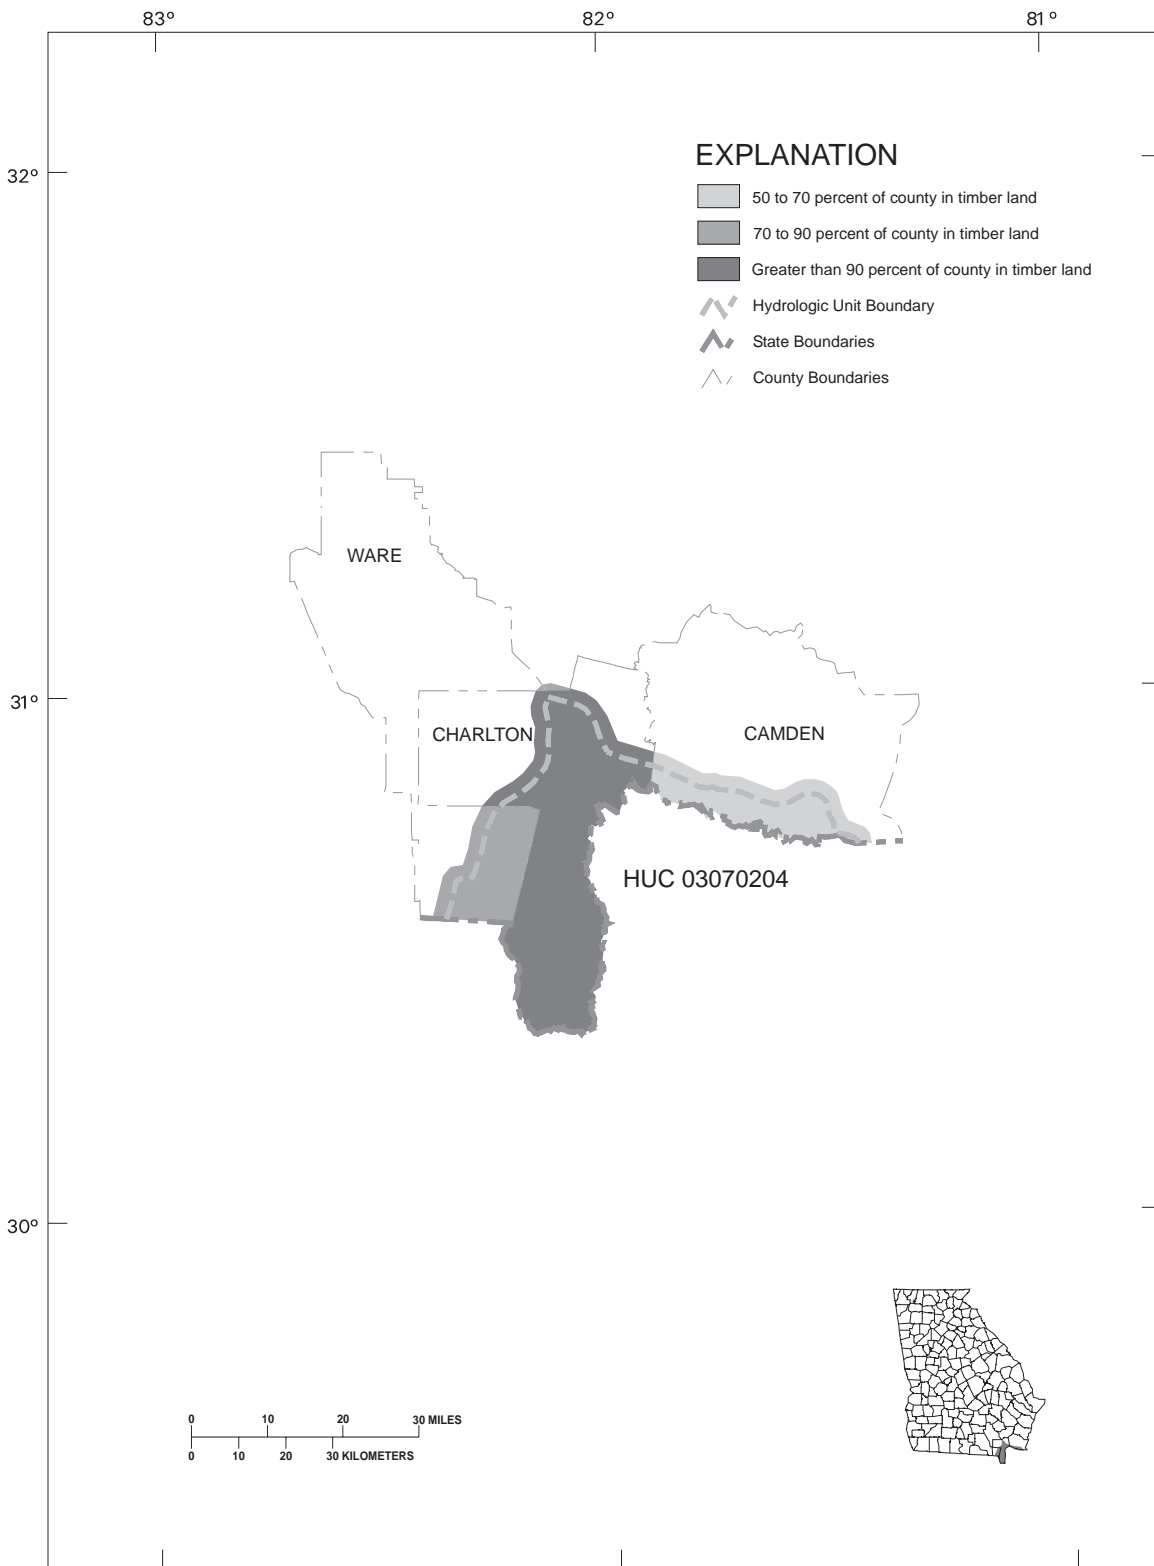 83°
82°
81°
32°
EXPLANATION
50 to 70 percent of county in timber land
70 to 90 percent of county in timber land
Greater than 90 percent of county in timber land
Hydrologic Unit Boundary
State Boundaries
County Boundaries
WARE
31°
CHARLTON
CAMDEN
HUC 03070204
30°
0 10 20 30 MILES
0 10 20 30 KILOMETERS